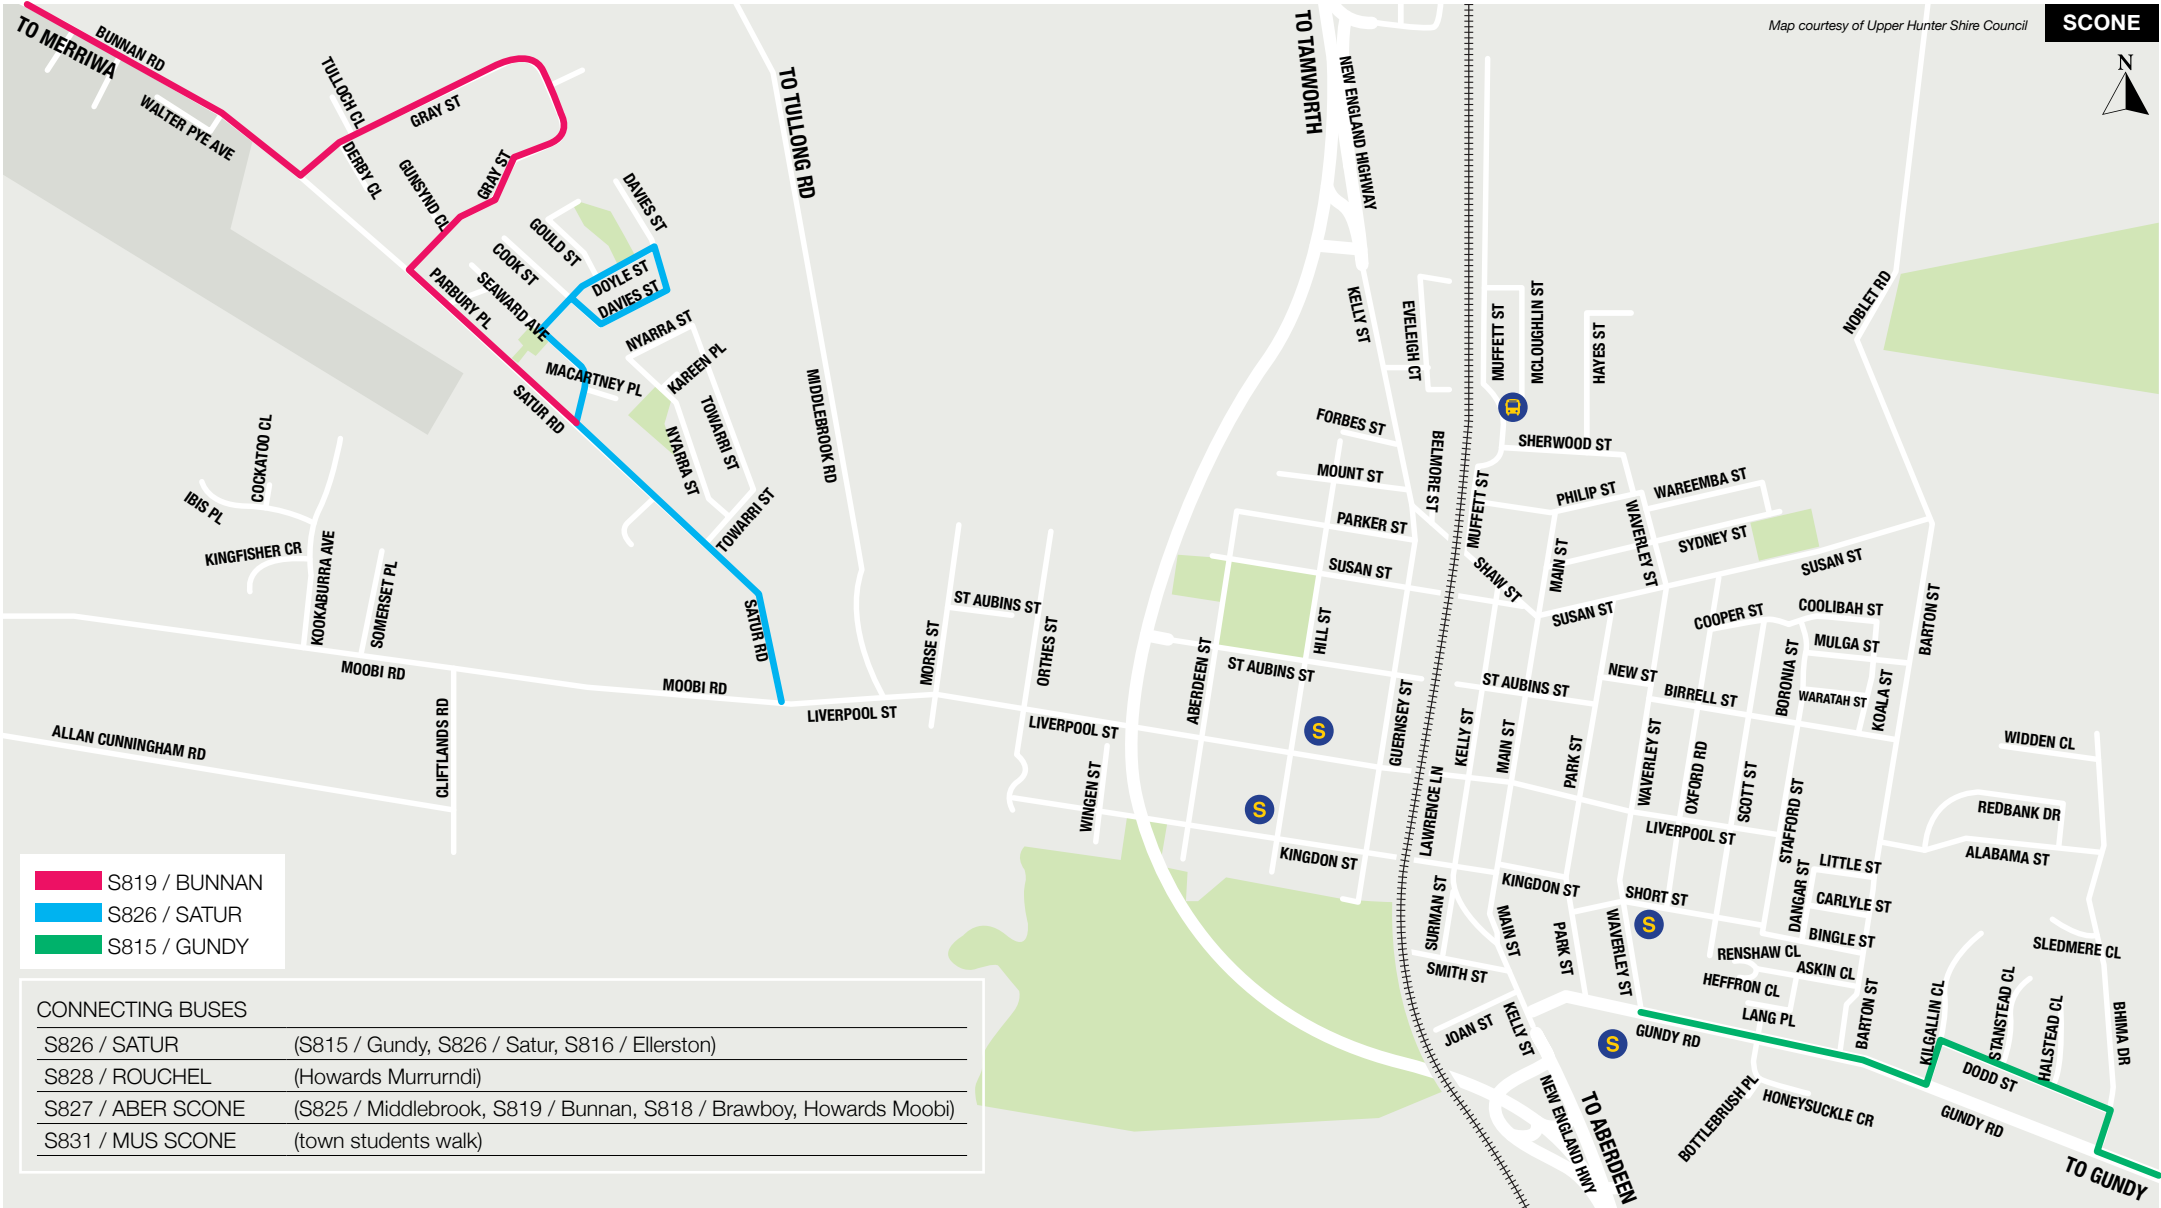 Map courtesy of Upper Hunter Shire Council
SCONE
N
TO MERRIWA
BUNNAN RD
WALTER PYE AVE
TULLOCH CL
DERBY CL
GRAY ST
GUNSYND CL
GRAY ST
PARBURY PL
COOK ST
GOULD ST
SEAWARD AVE
DAVIES ST
DOYLE ST
DAVIES ST
NYARRA ST
KAREEN PL
MACARTNEY PL
SATUR RD
TOWARRI ST
NYARRA ST
TOWARRI ST
SATUR RD
TO TULLONG RD
MIDDLEBROOK RD
COCKATOO CL
IBIS PL
KINGFISHER CR
KOOKABURRA AVE
SOMERSET PL
MOOBI RD
MOOBI RD
ALLAN CUNNINGHAM RD
CLIFTLANDS RD
LIVERPOOL ST
MORSE ST
ST AUBINS ST
ORTHES ST
LIVERPOOL ST
WINGEN ST
TO TAMWORTH
NEW ENGLAND HIGHWAY
KELLY ST
EVELEIGH CT
FORBES ST
MOUNT ST
PARKER ST
SUSAN ST
BELMORE ST
MUFFETT ST
MUFFETT ST
MCLOUGHLIN ST
HAYES ST
SHERWOOD ST
PHILIP ST
WAREEMBA ST
SYDNEY ST
WAVERLEY ST
MAIN ST
SHAW ST
SUSAN ST
SUSAN ST
NOBLET RD
BARTON ST
COOPER ST
COOLIBAH ST
MULGA ST
WARATAH ST
BORONIA ST
KOALA ST
HILL ST
ABERDEEN ST
ST AUBINS ST
GUERNSEY ST
ST AUBINS ST
NEW ST
BIRRELL ST
KELLY ST
MAIN ST
PARK ST
WAVERLEY ST
OXFORD RD
SCOTT ST
STAFFORD ST
LAWRENCE LN
S
S
KINGDON ST
LIVERPOOL ST
LITTLE ST
CARLYLE ST
DANGAR ST
BINGLE ST
KINGDON ST
SHORT ST
S
SURMAN ST
MAIN ST
PARK ST
WAVERLEY ST
SMITH ST
RENSHAW CL
ASKIN CL
HEFFRON CL
LANG PL
JOAN ST
KELLY ST
S
GUNDY RD
BARTON ST
WIDDEN CL
REDBANK DR
ALABAMA ST
SLEDMERE CL
KILGALLIN CL
STANSTEAD CL
HALSTEAD CL
BHIMA DR
DODD ST
GUNDY RD
BOTTLEBRUSH PL
HONEYSUCKLE CR
NEW ENGLAND HWY
TO ABERDEEN
TO GUNDY
S819 / BUNNAN
S826 / SATUR
S815 / GUNDY
CONNECTING BUSES
S826 / SATUR (S815 / Gundy, S826 / Satur, S816 / Ellerston)
S828 / ROUCHEL (Howards Murrurndi)
S827 / ABER SCONE (S825 / Middlebrook, S819 / Bunnan, S818 / Brawboy, Howards Moobi)
S831 / MUS SCONE (town students walk)